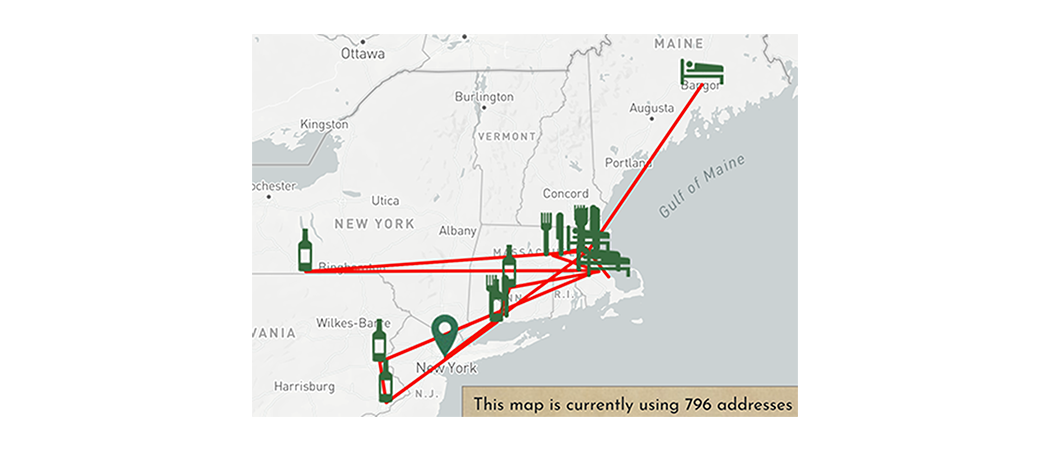 MAINE
Ottawa
Bangor
Burlington
Augusta
Kingston
VERMONT
Portland
Gulf of Maine
ochester
Concord
Utica
NEW YORK
Albany
Binghamton
R.I.
VANIA
Wilkes-Barre
New York
Harrisburg
N.J.
This map is currently using 796 addresses